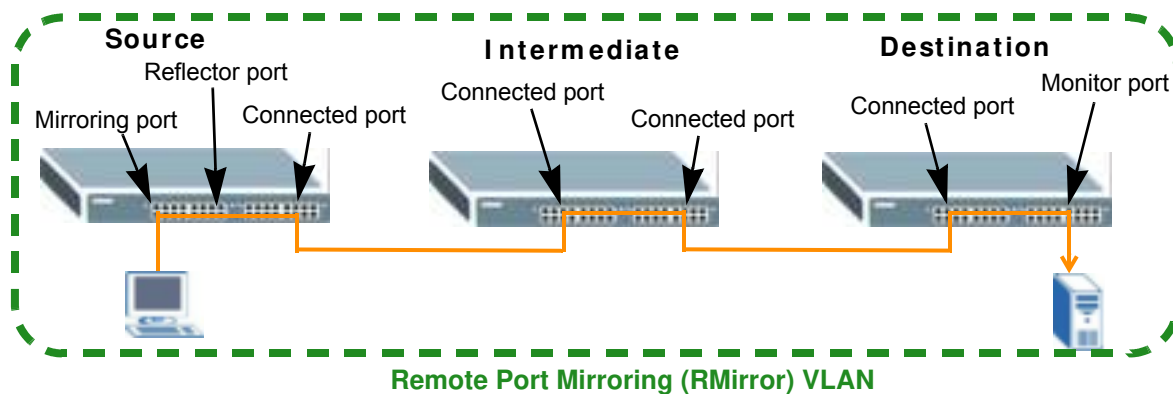 Source
Intermediate
Destination
Reflector port
Mirroring port
Connected port
Connected port
Connected port
Connected port
Monitor port
Remote Port Mirroring (RMirror) VLAN